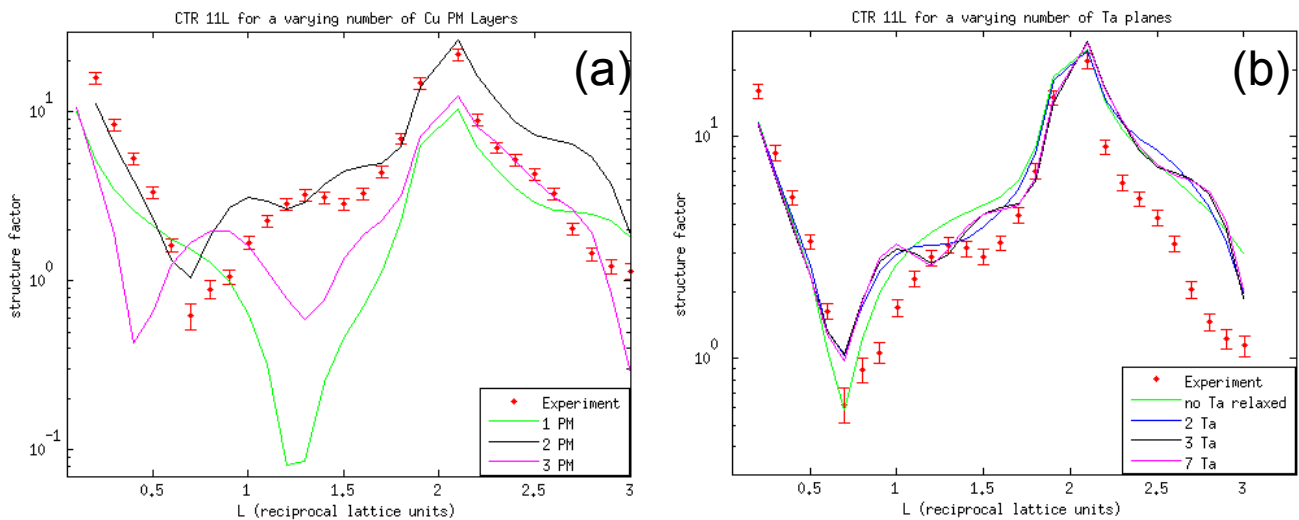 CTR 11L for a varying number of Cu PM Layers
(a)
structure factor
10^1
10^0
10^-1
0.5 1 1.5 2 2.5 3
L (reciprocal lattice units)
Experiment
1 PM
2 PM
3 PM
CTR 11L for a varying number of Ta planes
(b)
structure factor
10^1
10^0
0.5 1 1.5 2 2.5 3
L (reciprocal lattice units)
Experiment
no Ta relaxed
2 Ta
3 Ta
7 Ta